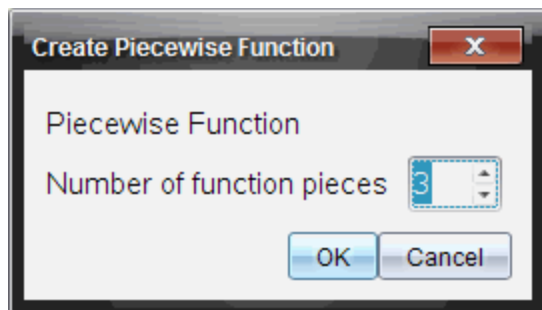 Create Piecewise Function
Piecewise Function
Number of function pieces 3
OK Cancel